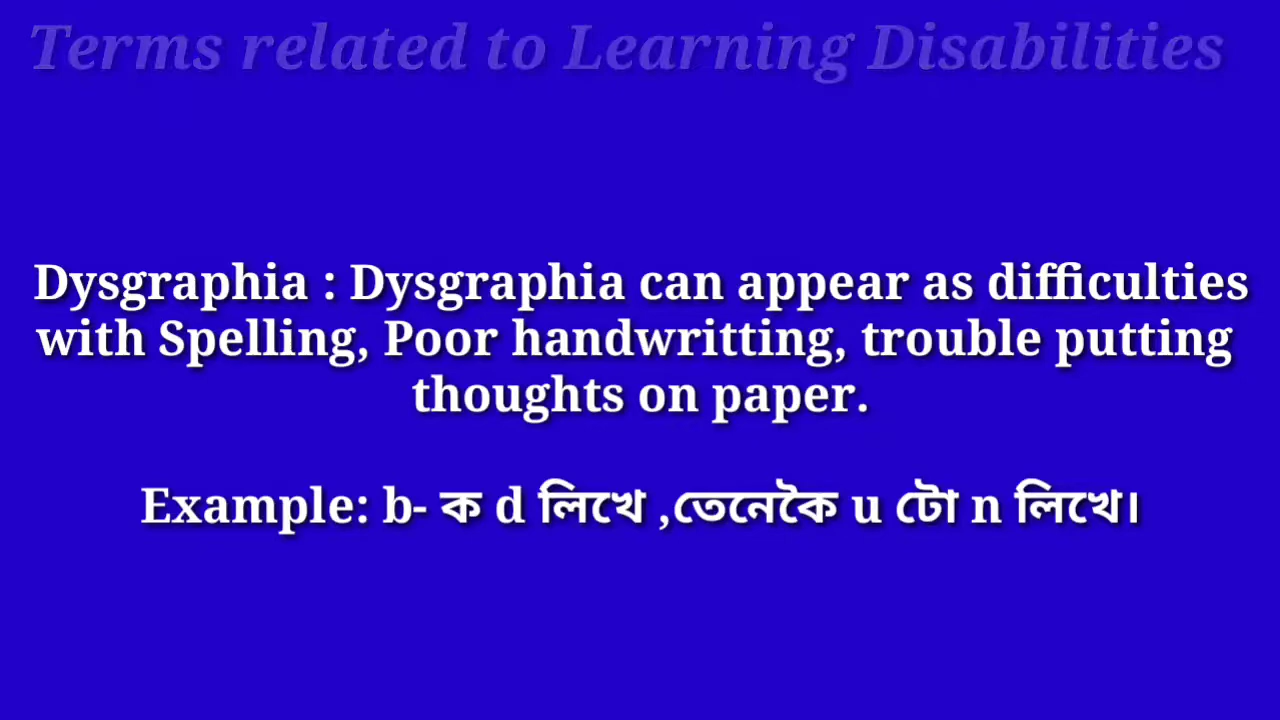 Terms related to Learning Disabilities
Dysgraphia : Dysgraphia can appear as difficulties
with Spelling, Poor handwritting, trouble putting
thoughts on paper.
Example: b- ক d লিখে ,তেনেকৈ u টো n লিখে।